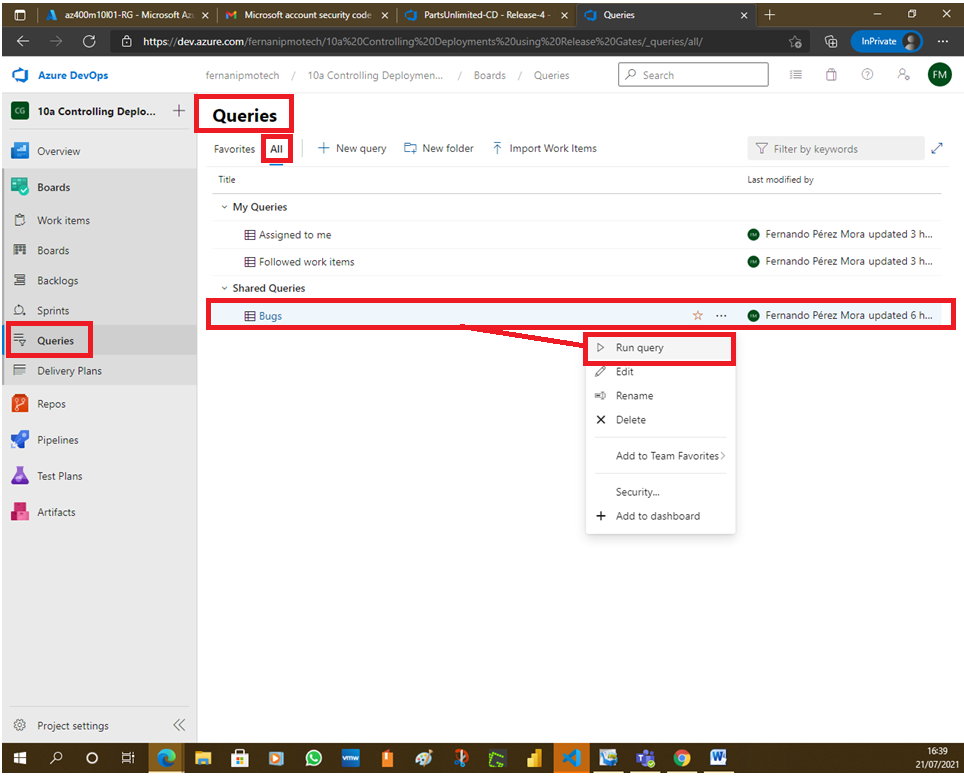 az400m10l01-RG - Microsoft Az
Microsoft account security code
PartsUnlimited-CD - Release-4 -
Queries
https://dev.azure.com/fernanipmotech/10a%20Controlling%20Deployments%20using%20Release%20Gates/_queries/all/
InPrivate
Azure DevOps
fernanipmotech / 10a Controlling Deploymen... / Boards / Queries
Search
FM
CG 10a Controlling Deplo...
Overview
Boards
Work items
Boards
Backlogs
Sprints
Queries
Delivery Plans
Repos
Pipelines
Test Plans
Artifacts
Project settings
Queries
Favorites All New query New folder Import Work Items Filter by keywords
Title Last modified by
My Queries
Assigned to me FM Fernando Pérez Mora updated 3 h...
Followed work items FM Fernando Pérez Mora updated 3 h...
Shared Queries
Bugs FM Fernando Pérez Mora updated 6 h...
Run query
Edit
Rename
Delete
Add to Team Favorites
Security...
Add to dashboard
vmw
16:39
21/07/2021